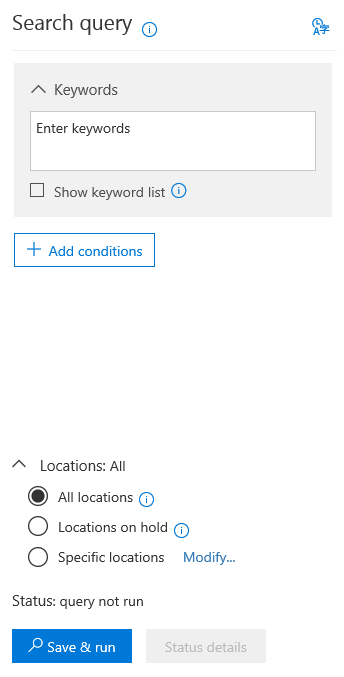 Search query
Keywords
Enter keywords
Show keyword list
Add conditions
Locations: All
All locations
Locations on hold
Specific locations Modify...
Status: query not run
Save & run Status details